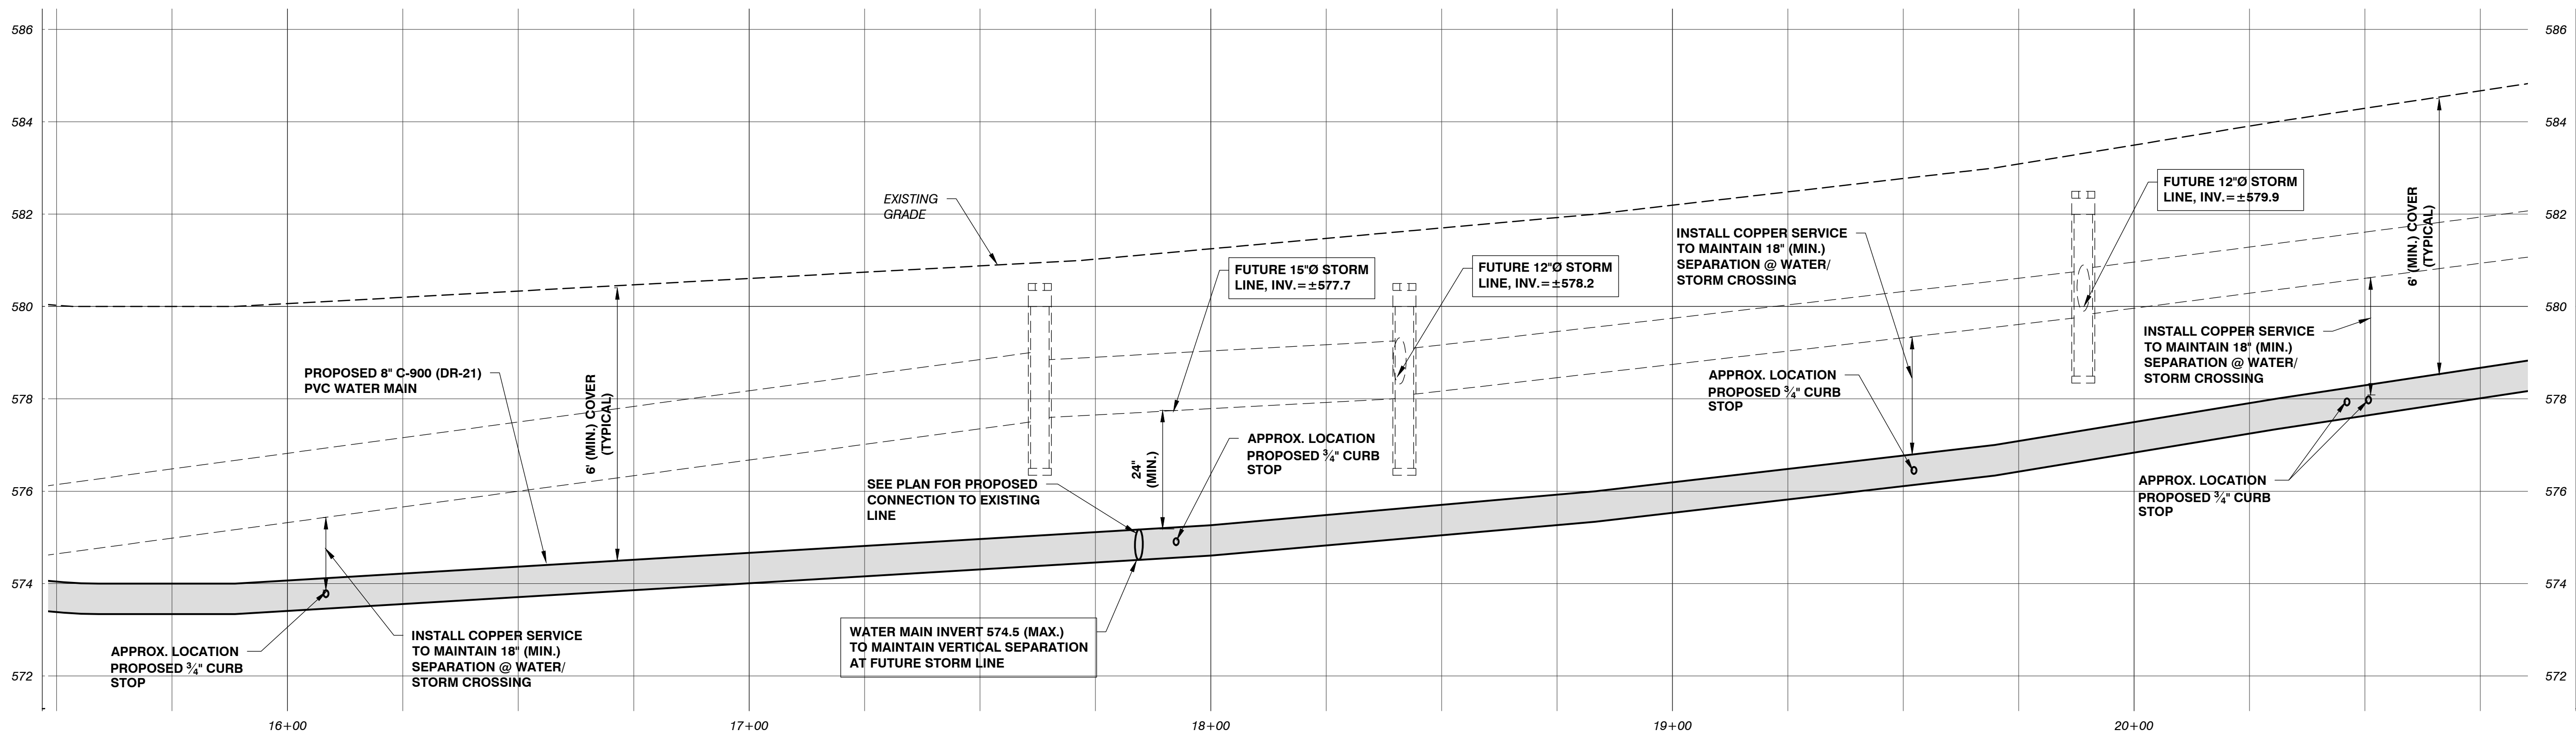 586
586
584
584
FUTURE 12"Ø STORM
LINE, INV.=±579.9
6' (MIN.) COVER
(TYPICAL)
EXISTING
GRADE
582
582
INSTALL COPPER SERVICE
TO MAINTAIN 18" (MIN.)
SEPARATION @ WATER/
STORM CROSSING
FUTURE 15"Ø STORM
LINE, INV.=±577.7
FUTURE 12"Ø STORM
LINE, INV.=±578.2
580
580
INSTALL COPPER SERVICE
TO MAINTAIN 18" (MIN.)
SEPARATION @ WATER/
STORM CROSSING
PROPOSED 8" C-900 (DR-21)
PVC WATER MAIN
6' (MIN.) COVER
(TYPICAL)
APPROX. LOCATION
PROPOSED ¾" CURB
STOP
578
578
APPROX. LOCATION
PROPOSED ¾" CURB
STOP
24"
(MIN.)
SEE PLAN FOR PROPOSED
CONNECTION TO EXISTING
LINE
APPROX. LOCATION
PROPOSED ¾" CURB
STOP
576
576
574
574
WATER MAIN INVERT 574.5 (MAX.)
TO MAINTAIN VERTICAL SEPARATION
AT FUTURE STORM LINE
APPROX. LOCATION
PROPOSED ¾" CURB
STOP
INSTALL COPPER SERVICE
TO MAINTAIN 18" (MIN.)
SEPARATION @ WATER/
STORM CROSSING
572
572
16+00
17+00
18+00
19+00
20+00